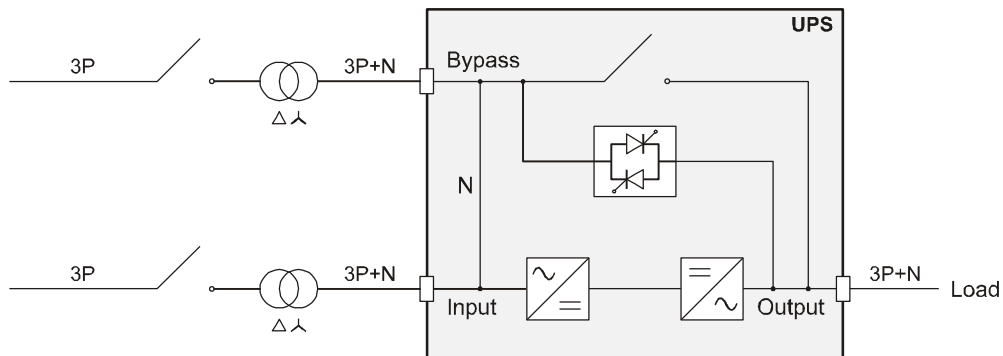 UPS
3P
3P+N
Bypass
N
3P
3P+N
Input
Output
3P+N
Load